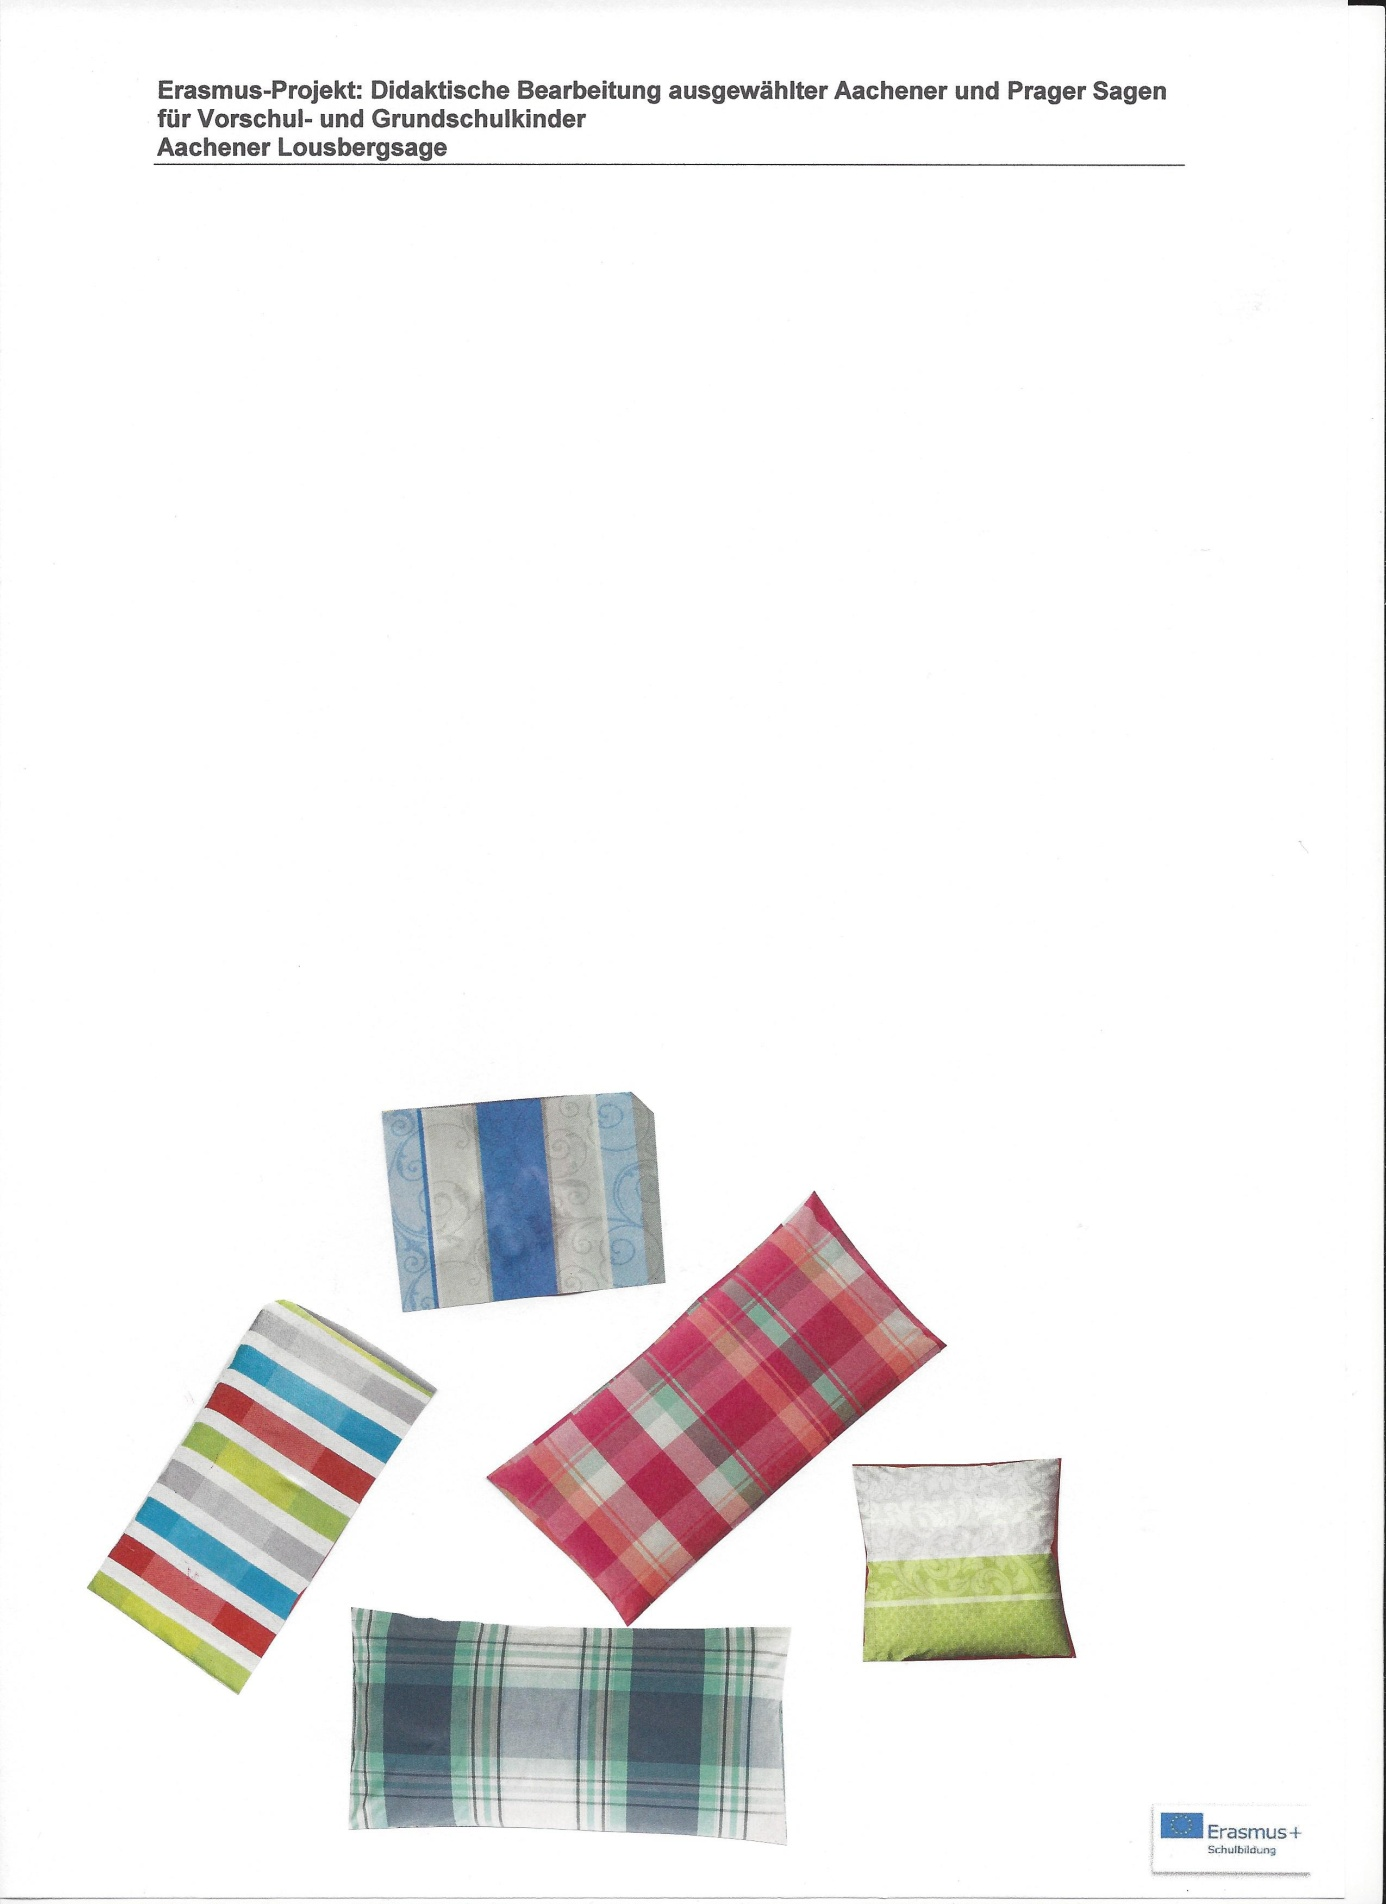 Erasmus-Projekt: Didaktische Bearbeitung ausgewählter Aachener und Prager Sagen
für Vorschul- und Grundschulkinder
Aachener Lousbergsage
Erasmus+
Schulbildung